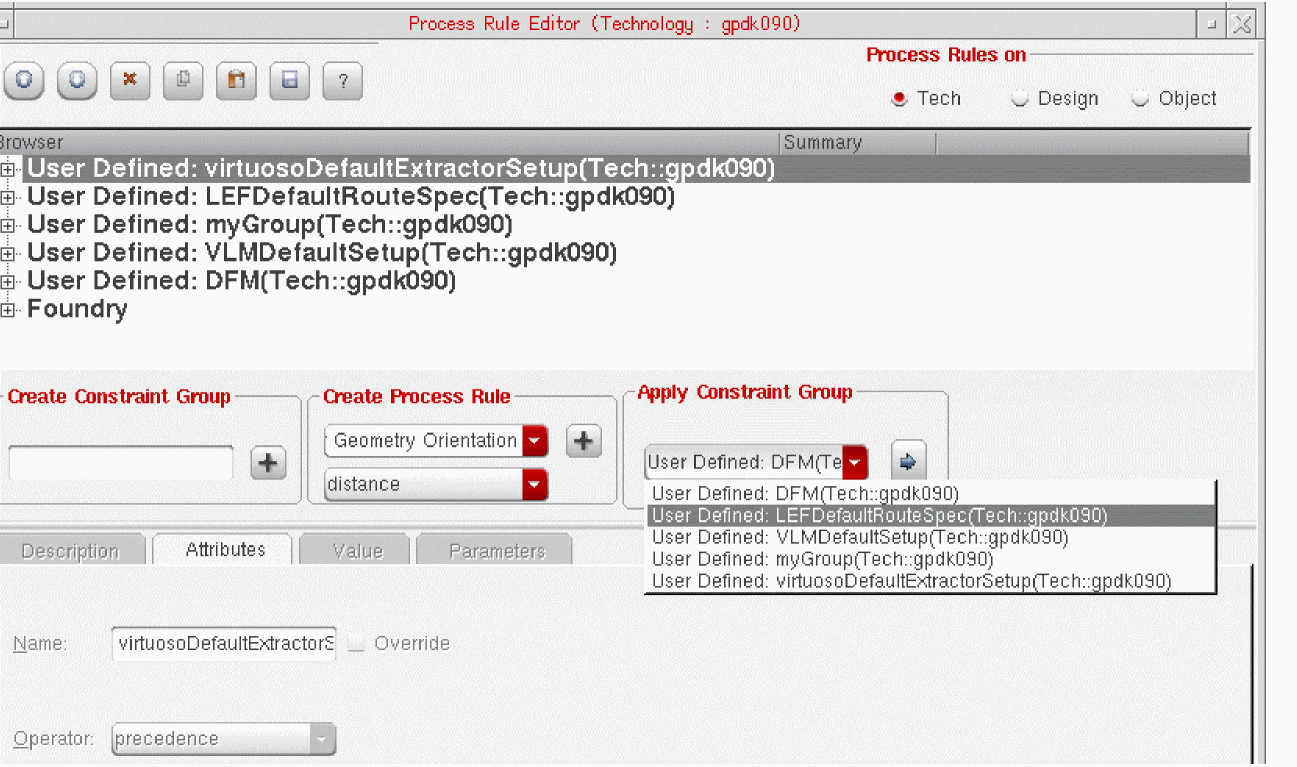 Process Rule Editor (Technology : gpdk090)
Process Rules on
?
Tech Design Object
Browser Summary
User Defined: virtuosoDefaultExtractorSetup(Tech::gpdk090)
User Defined: LEFDefaultRouteSpec(Tech::gpdk090)
User Defined: myGroup(Tech::gpdk090)
User Defined: VLMDefaultSetup(Tech::gpdk090)
User Defined: DFM(Tech::gpdk090)
Foundry
Create Constraint Group Create Process Rule Apply Constraint Group
Geometry Orientation
User Defined: DFM(Te
distance
User Defined: DFM(Tech::gpdk090)
User Defined: LEFDefaultRouteSpec(Tech::gpdk090)
User Defined: VLMDefaultSetup(Tech::gpdk090)
User Defined: myGroup(Tech::gpdk090)
User Defined: virtuosoDefaultExtractorSetup(Tech::gpdk090)
Description Attributes Value Parameters
Name: virtuosoDefaultExtractorS Override
Operator: precedence